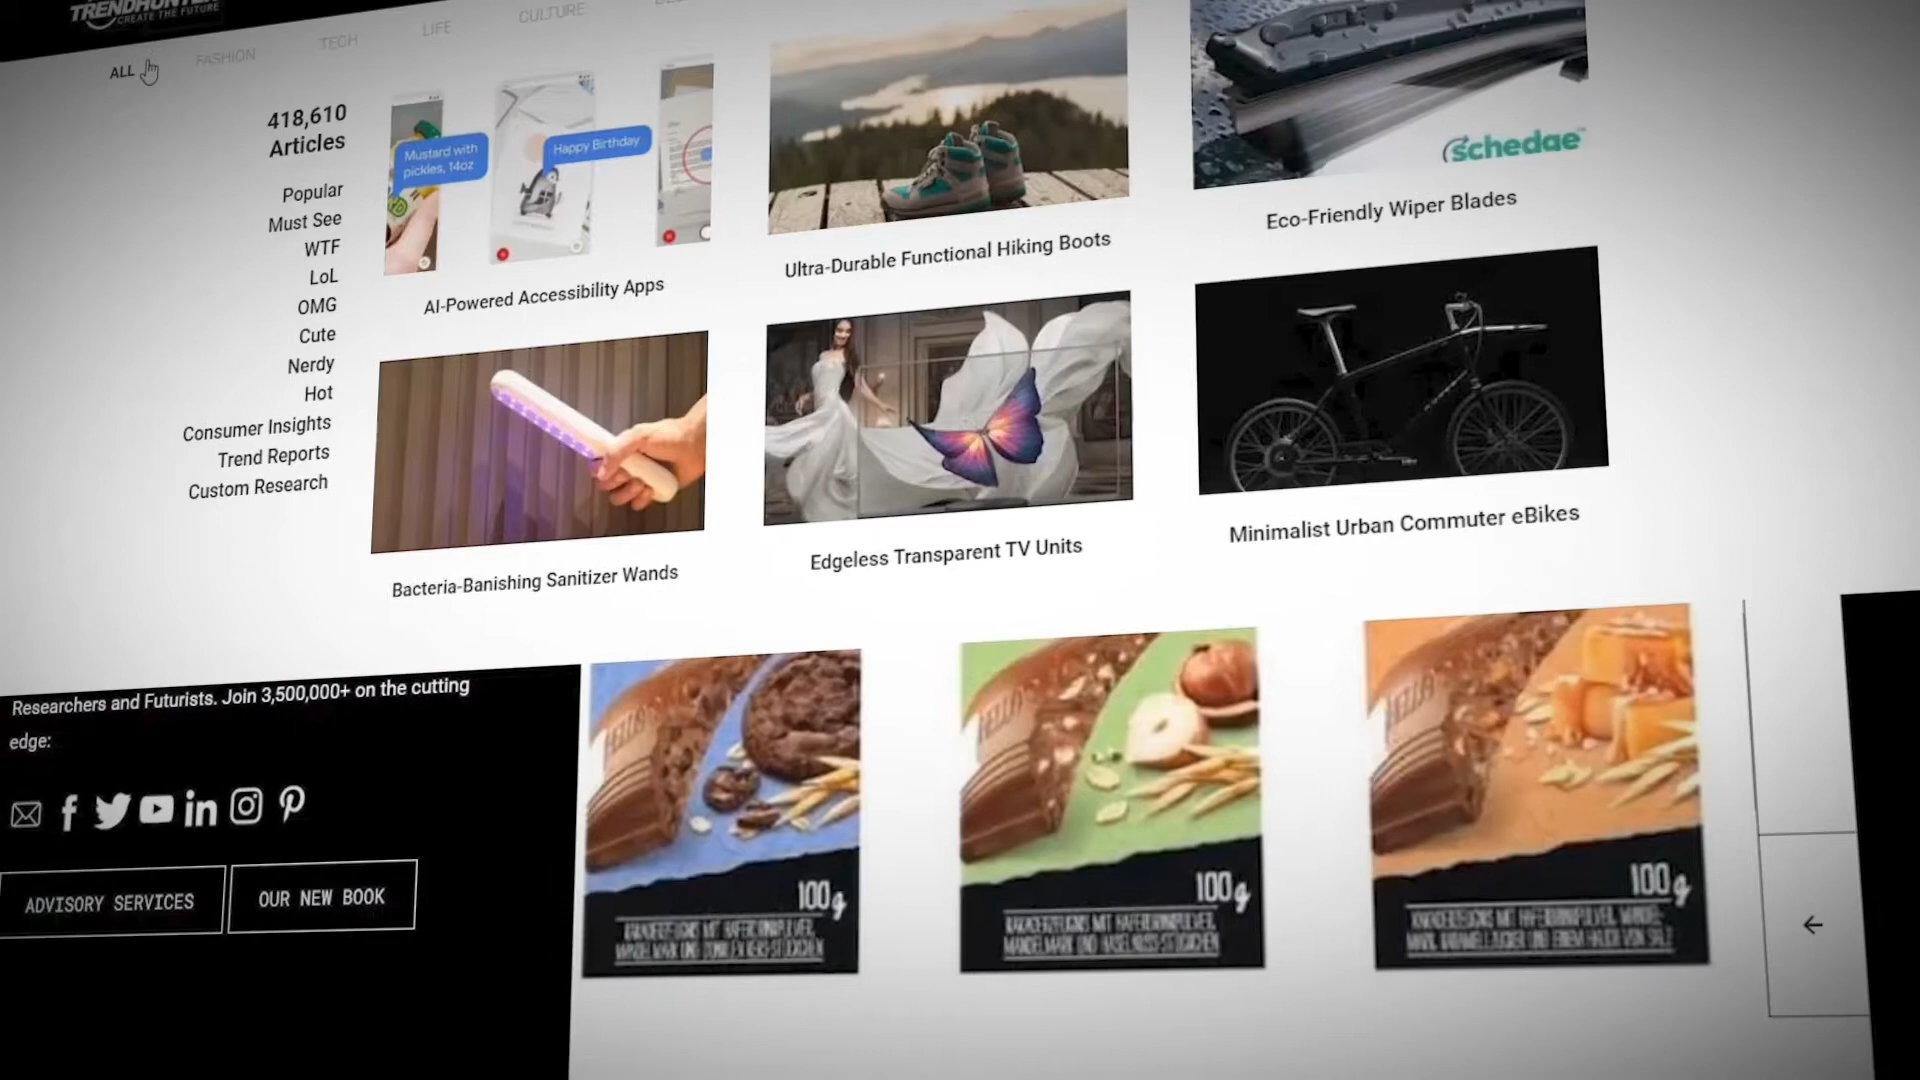 TRENDHUNTER
CREATE THE FUTURE
ALL
FASHION
TECH
LIFE
CULTURE
418,610
Articles
Popular
Must See
WTF
LoL
OMG
Cute
Nerdy
Hot
Consumer Insights
Trend Reports
Custom Research
Mustard with
pickles, 14oz
Happy Birthday
AI-Powered Accessibility Apps
Ultra-Durable Functional Hiking Boots
schedae
Eco-Friendly Wiper Blades
Bacteria-Banishing Sanitizer Wands
Edgeless Transparent TV Units
Minimalist Urban Commuter eBikes
Researchers and Futurists. Join 3,500,000+ on the cutting
edge:
ADVISORY SERVICES
OUR NEW BOOK
HELLO
100g
HELLO
100g
HELLO
100g